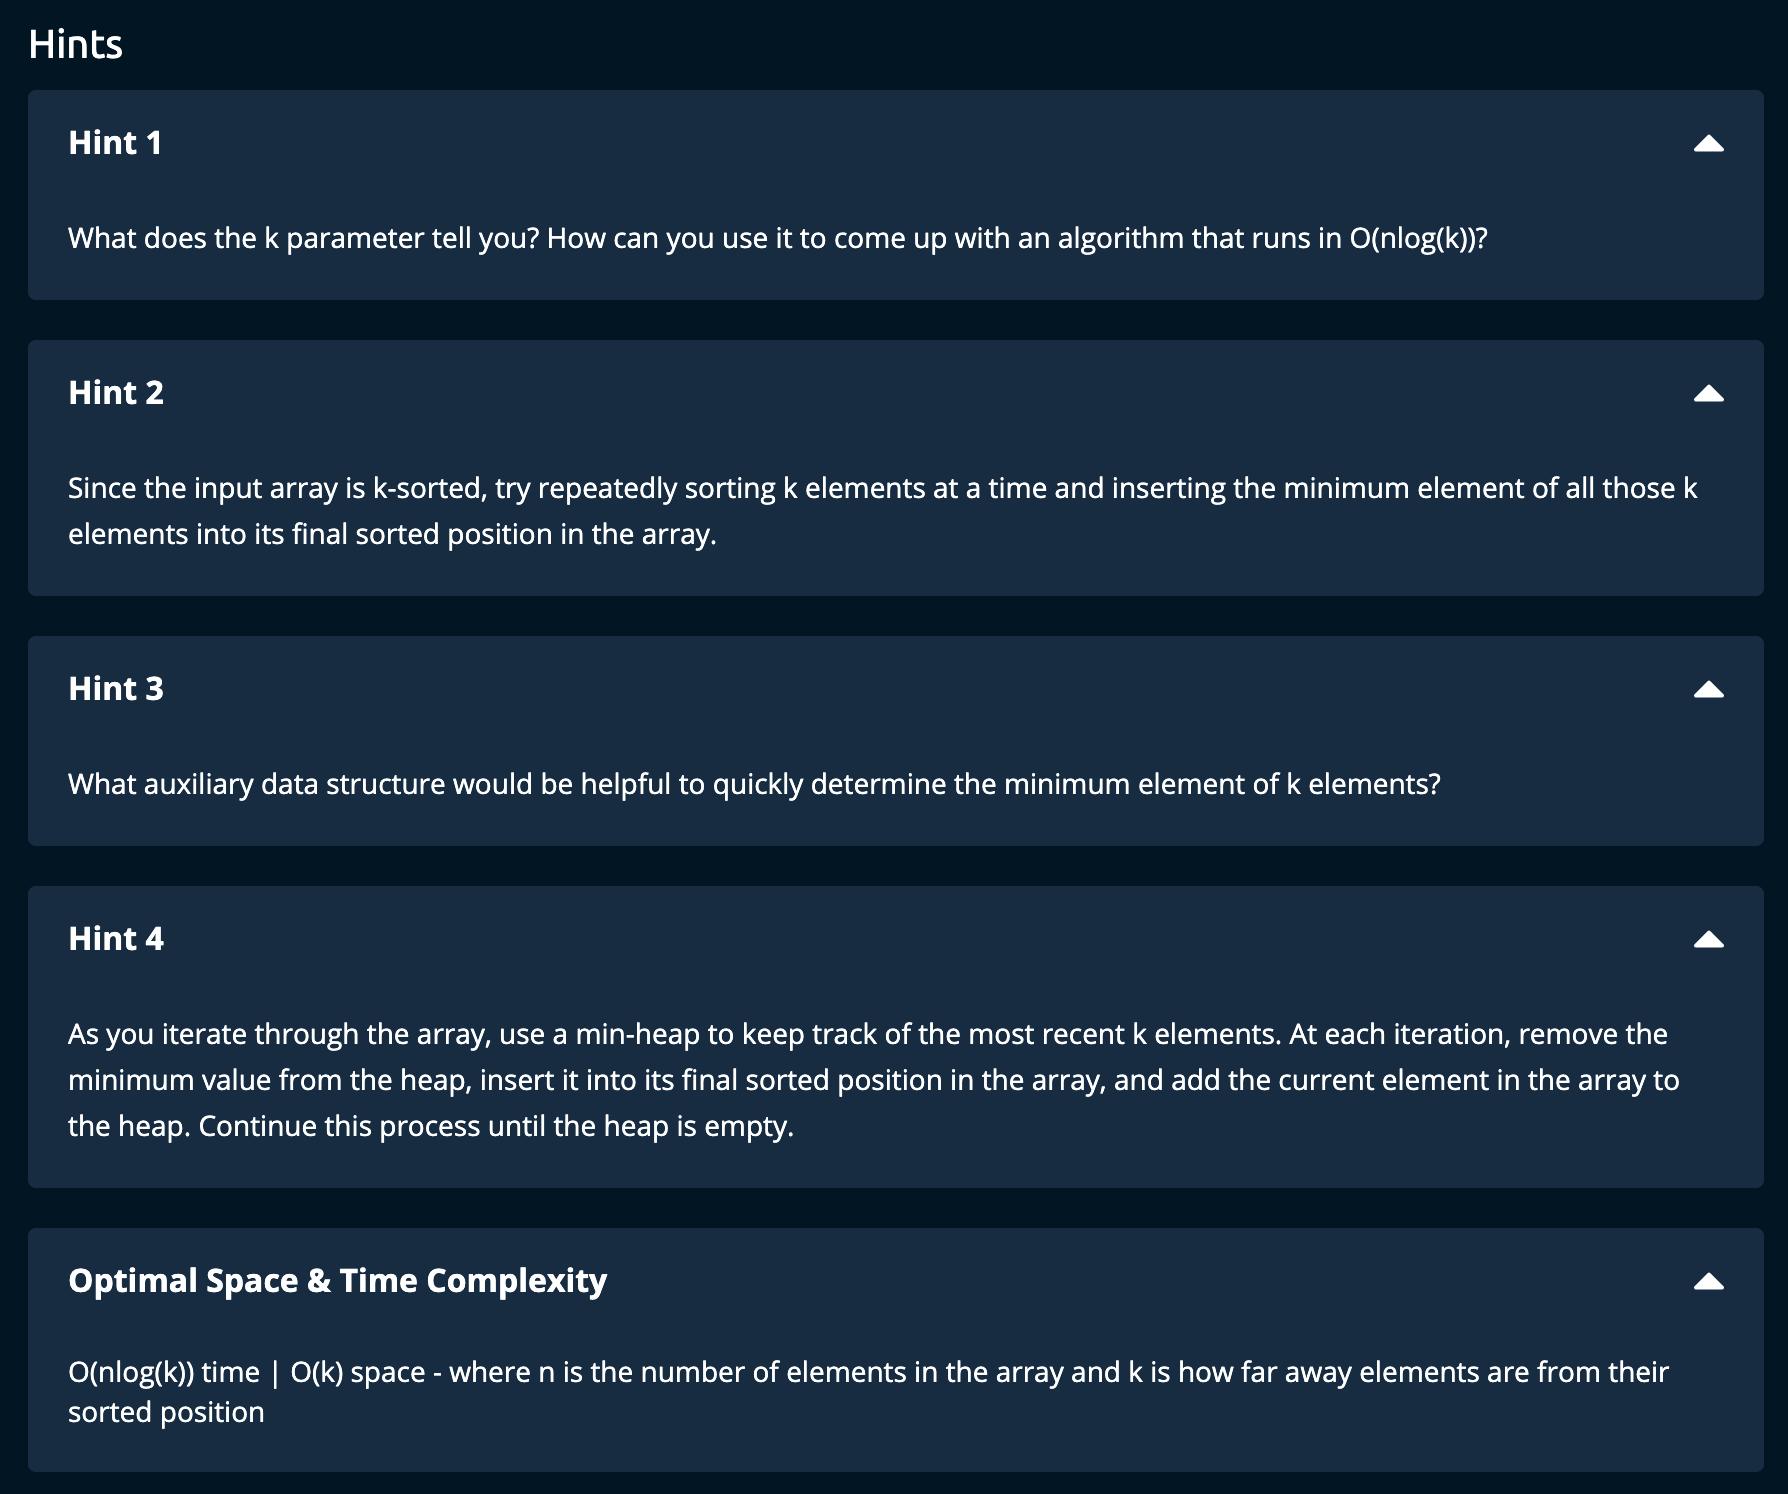 Hints
Hint 1
What does the k parameter tell you? How can you use it to come up with an algorithm that runs in O(nlog(k))?
Hint 2
Since the input array is k-sorted, try repeatedly sorting k elements at a time and inserting the minimum element of all those k
elements into its final sorted position in the array.
Hint 3
What auxiliary data structure would be helpful to quickly determine the minimum element of k elements?
Hint 4
As you iterate through the array, use a min-heap to keep track of the most recent k elements. At each iteration, remove the
minimum value from the heap, insert it into its final sorted position in the array, and add the current element in the array to
the heap. Continue this process until the heap is empty.
Optimal Space & Time Complexity
O(nlog(k)) time | O(k) space - where n is the number of elements in the array and k is how far away elements are from their
sorted position